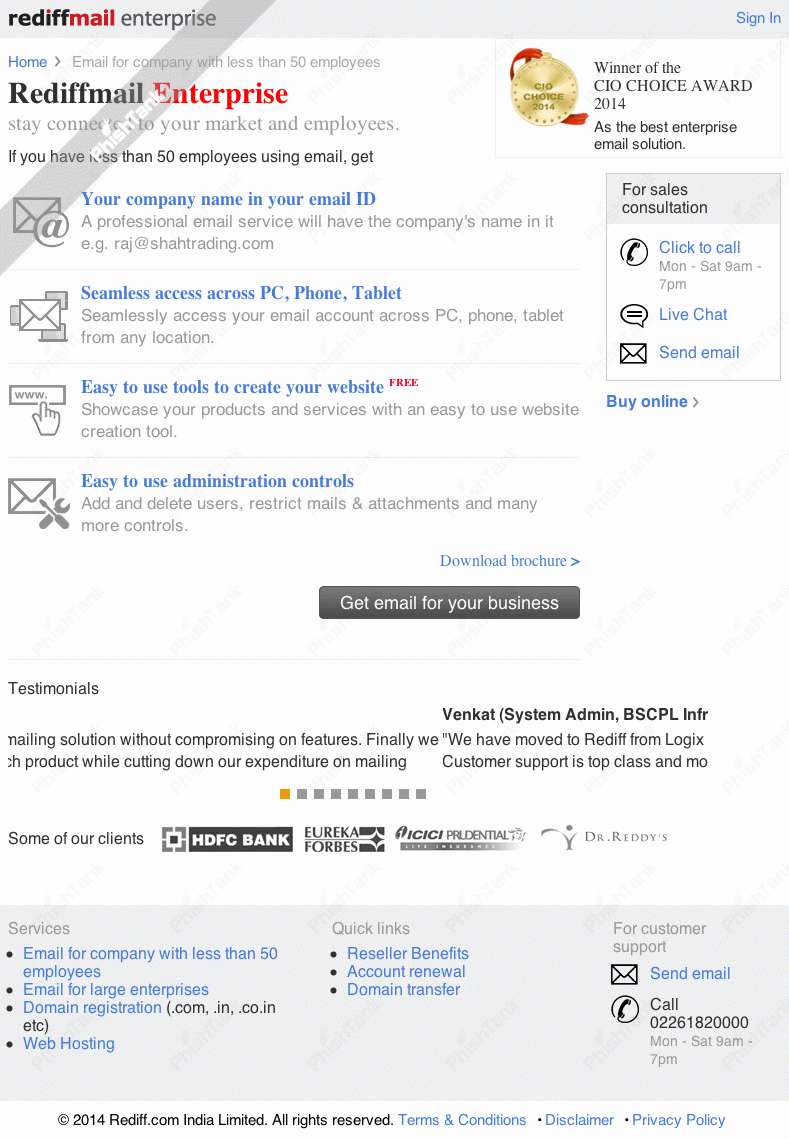 rediffmail enterprise
Sign In
Home > Email for company with less than 50 employees
Rediffmail Enterprise
stay connected to your market and employees.
If you have less than 50 employees using email, get
CIO
CHOICE
2014
Winner of the
CIO CHOICE AWARD
2014
As the best enterprise
email solution.
PhishTank
Your company name in your email ID
A professional email service will have the company's name in it
e.g. raj@shahtrading.com
Seamless access across PC, Phone, Tablet
Seamlessly access your email account across PC, phone, tablet
from any location.
www.
Easy to use tools to create your website FREE
Showcase your products and services with an easy to use website
creation tool.
Easy to use administration controls
Add and delete users, restrict mails & attachments and many
more controls.
Download brochure >
Get email for your business
For sales
consultation
Click to call
Mon - Sat 9am -
7pm
Live Chat
Send email
Buy online >
Testimonials
mailing solution without compromising on features. Finally we
ch product while cutting down our expenditure on mailing
Venkat (System Admin, BSCPL Infr
"We have moved to Rediff from Logix
Customer support is top class and mo
Some of our clients
HDFC BANK
EUREKA
FORBES
ICICI PRUDENTIAL
LIFE INSURANCE
DR.REDDY'S
Services
• Email for company with less than 50
employees
• Email for large enterprises
• Domain registration (.com, .in, .co.in
etc)
• Web Hosting
Quick links
• Reseller Benefits
• Account renewal
• Domain transfer
For customer
support
Send email
Call
02261820000
Mon - Sat 9am -
7pm
© 2014 Rediff.com India Limited. All rights reserved. Terms & Conditions • Disclaimer • Privacy Policy